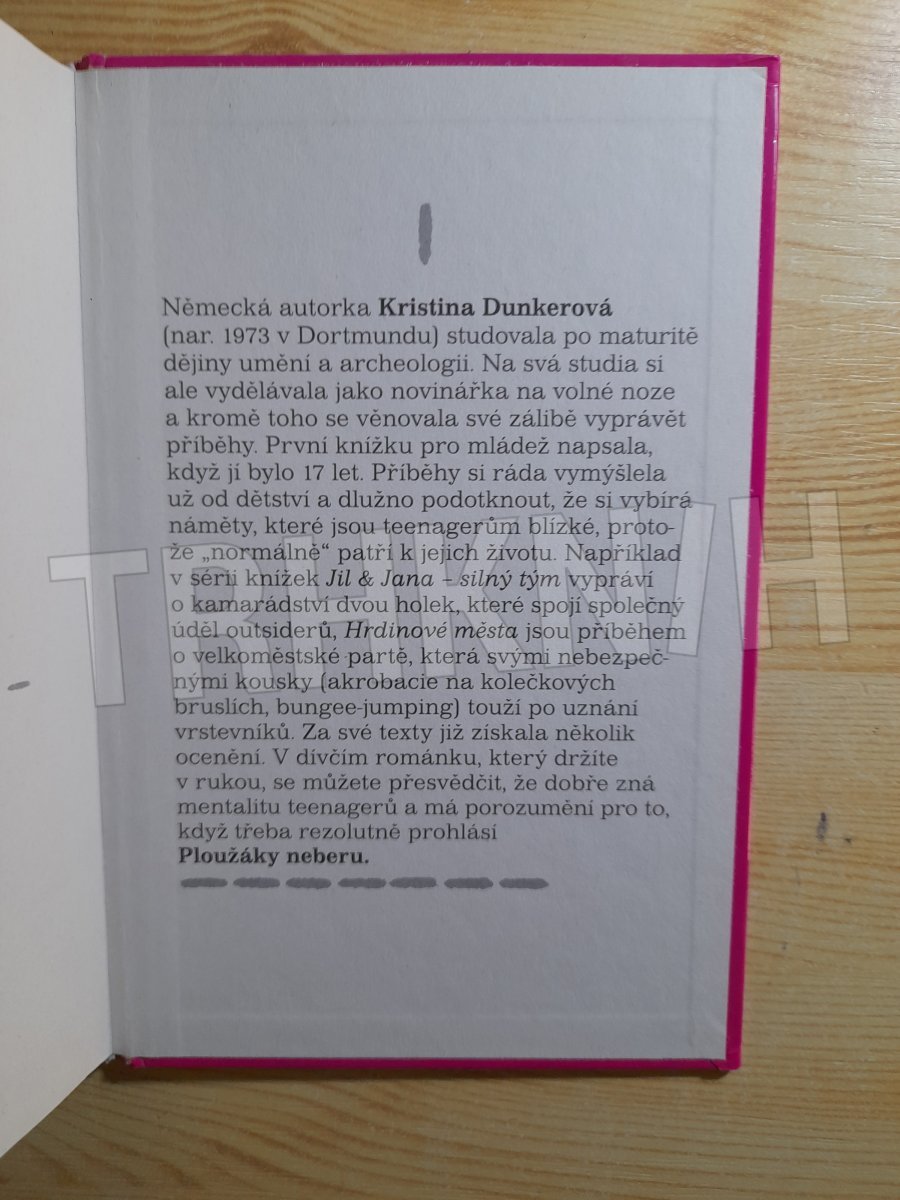 Německá autorka Kristina Dunkerová
(nar. 1973 v Dortmundu) studovala po maturitě
dějiny umění a archeologii. Na svá studia si
ale vydělávala jako novinářka na volné noze
a kromě toho se věnovala své zálibě vyprávět
příběhy. První knížku pro mládež napsala,
když jí bylo 17 let. Příběhy si ráda vymýšlela
už od dětství a dlužno podotknout, že si vybírá
náměty, které jsou teenagerům blízké, proto-
že „normálně“ patří k jejich životu. Například
v sérii knížek Jil & Jana – silný tým vypráví
o kamarádství dvou holek, které spojí společný
úděl outsiderů, Hrdinové města jsou příběhem
o velkoměstské partě, která svými nebezpeč-
nými kousky (akrobacie na kolečkových
bruslích, bungee-jumping) touží po uznání
vrstevníků. Za své texty již získala několik
ocenění. V dívčím románku, který držíte
v rukou, se můžete přesvědčit, že dobře zná
mentalitu teenagerů a má porozumění pro to,
když třeba rezolutně prohlásí
Ploužáky neberu.
TRHKNIH